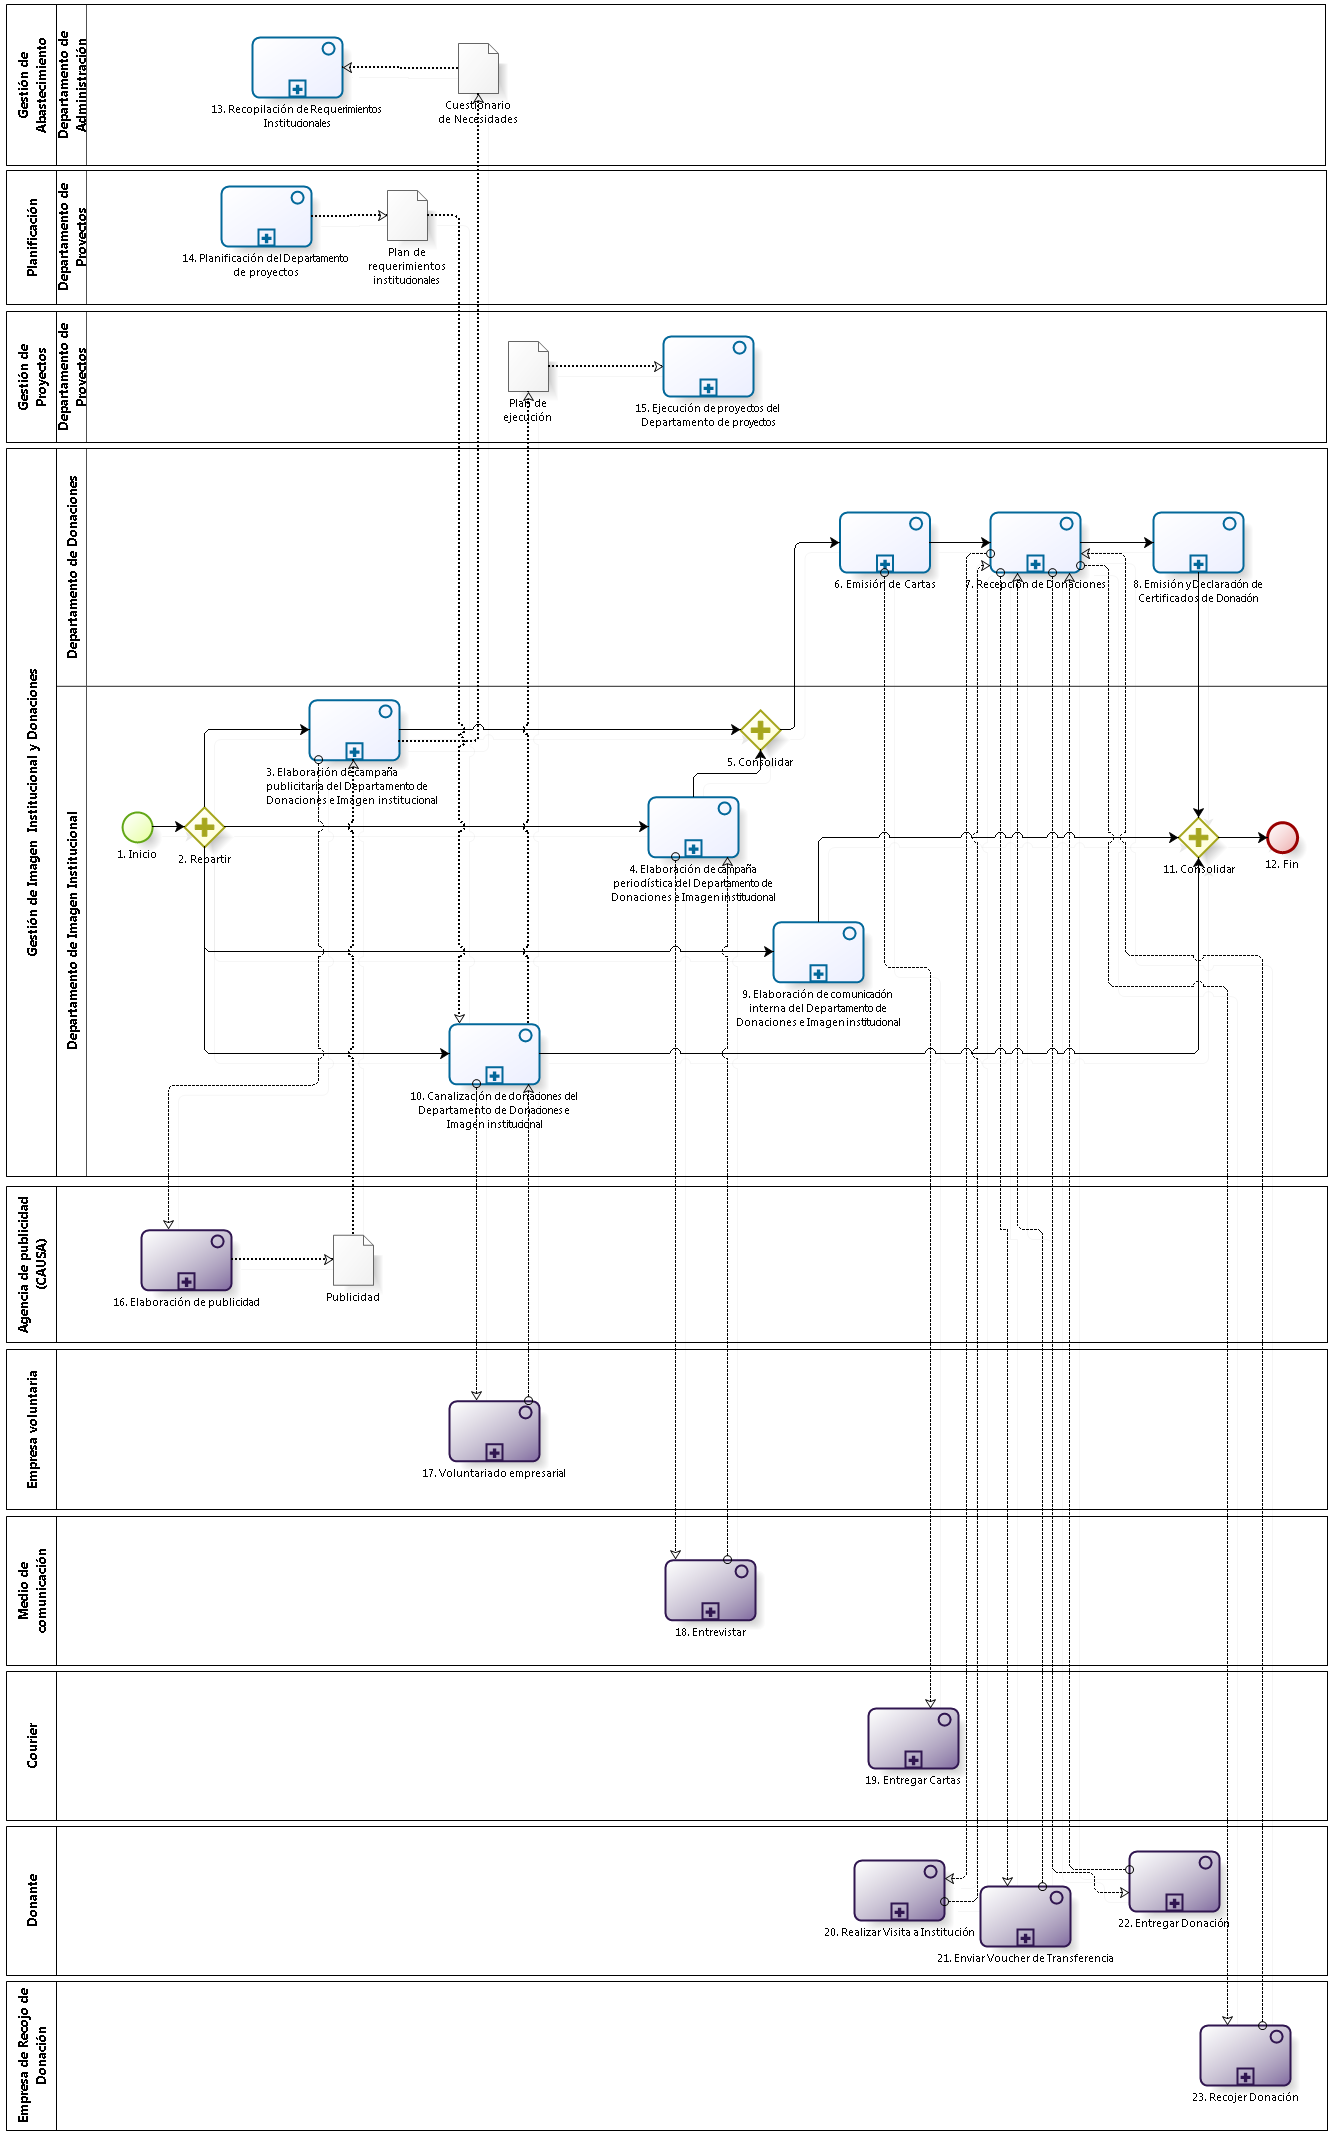 Gestión de
Abastecimiento
Departamento de
Administración
13. Recopilación de Requerimientos
Institucionales
Cuestionario
de Necesidades
Planificación
Departamento de
Proyectos
14. Planificación del Departamento
de proyectos
Plan de
requerimientos
institucionales
Gestión de
Proyectos
Departamento de
Proyectos
Plan de
ejecución
15. Ejecución de proyectos del
Departamento de proyectos
Gestión de Imagen Institucional y Donaciones
Departamento de Donaciones
6. Emisión de Cartas
7. Recepción de Donaciones
8. Emisión y Declaración de
Certificados de Donación
Departamento de Imagen Institucional
1. Inicio
2. Repartir
3. Elaboración de campaña
publicitaria del Departamento de
Donaciones e Imagen institucional
5. Consolidar
4. Elaboración de campaña
periodística del Departamento de
Donaciones e Imagen institucional
11. Consolidar
12. Fin
9. Elaboración de comunicación
interna del Departamento de
Donaciones e Imagen institucional
10. Canalización de donaciones del
Departamento de Donaciones e
Imagen institucional
Agencia de publicidad
(CAUSA)
16. Elaboración de publicidad
Publicidad
Empresa voluntaria
17. Voluntariado empresarial
Medio de
comunicación
18. Entrevistar
Courier
19. Entregar Cartas
Donante
20. Realizar Visita a Institución
21. Enviar Voucher de Transferencia
22. Entregar Donación
Empresa de Recojo de
Donación
23. Recojer Donación